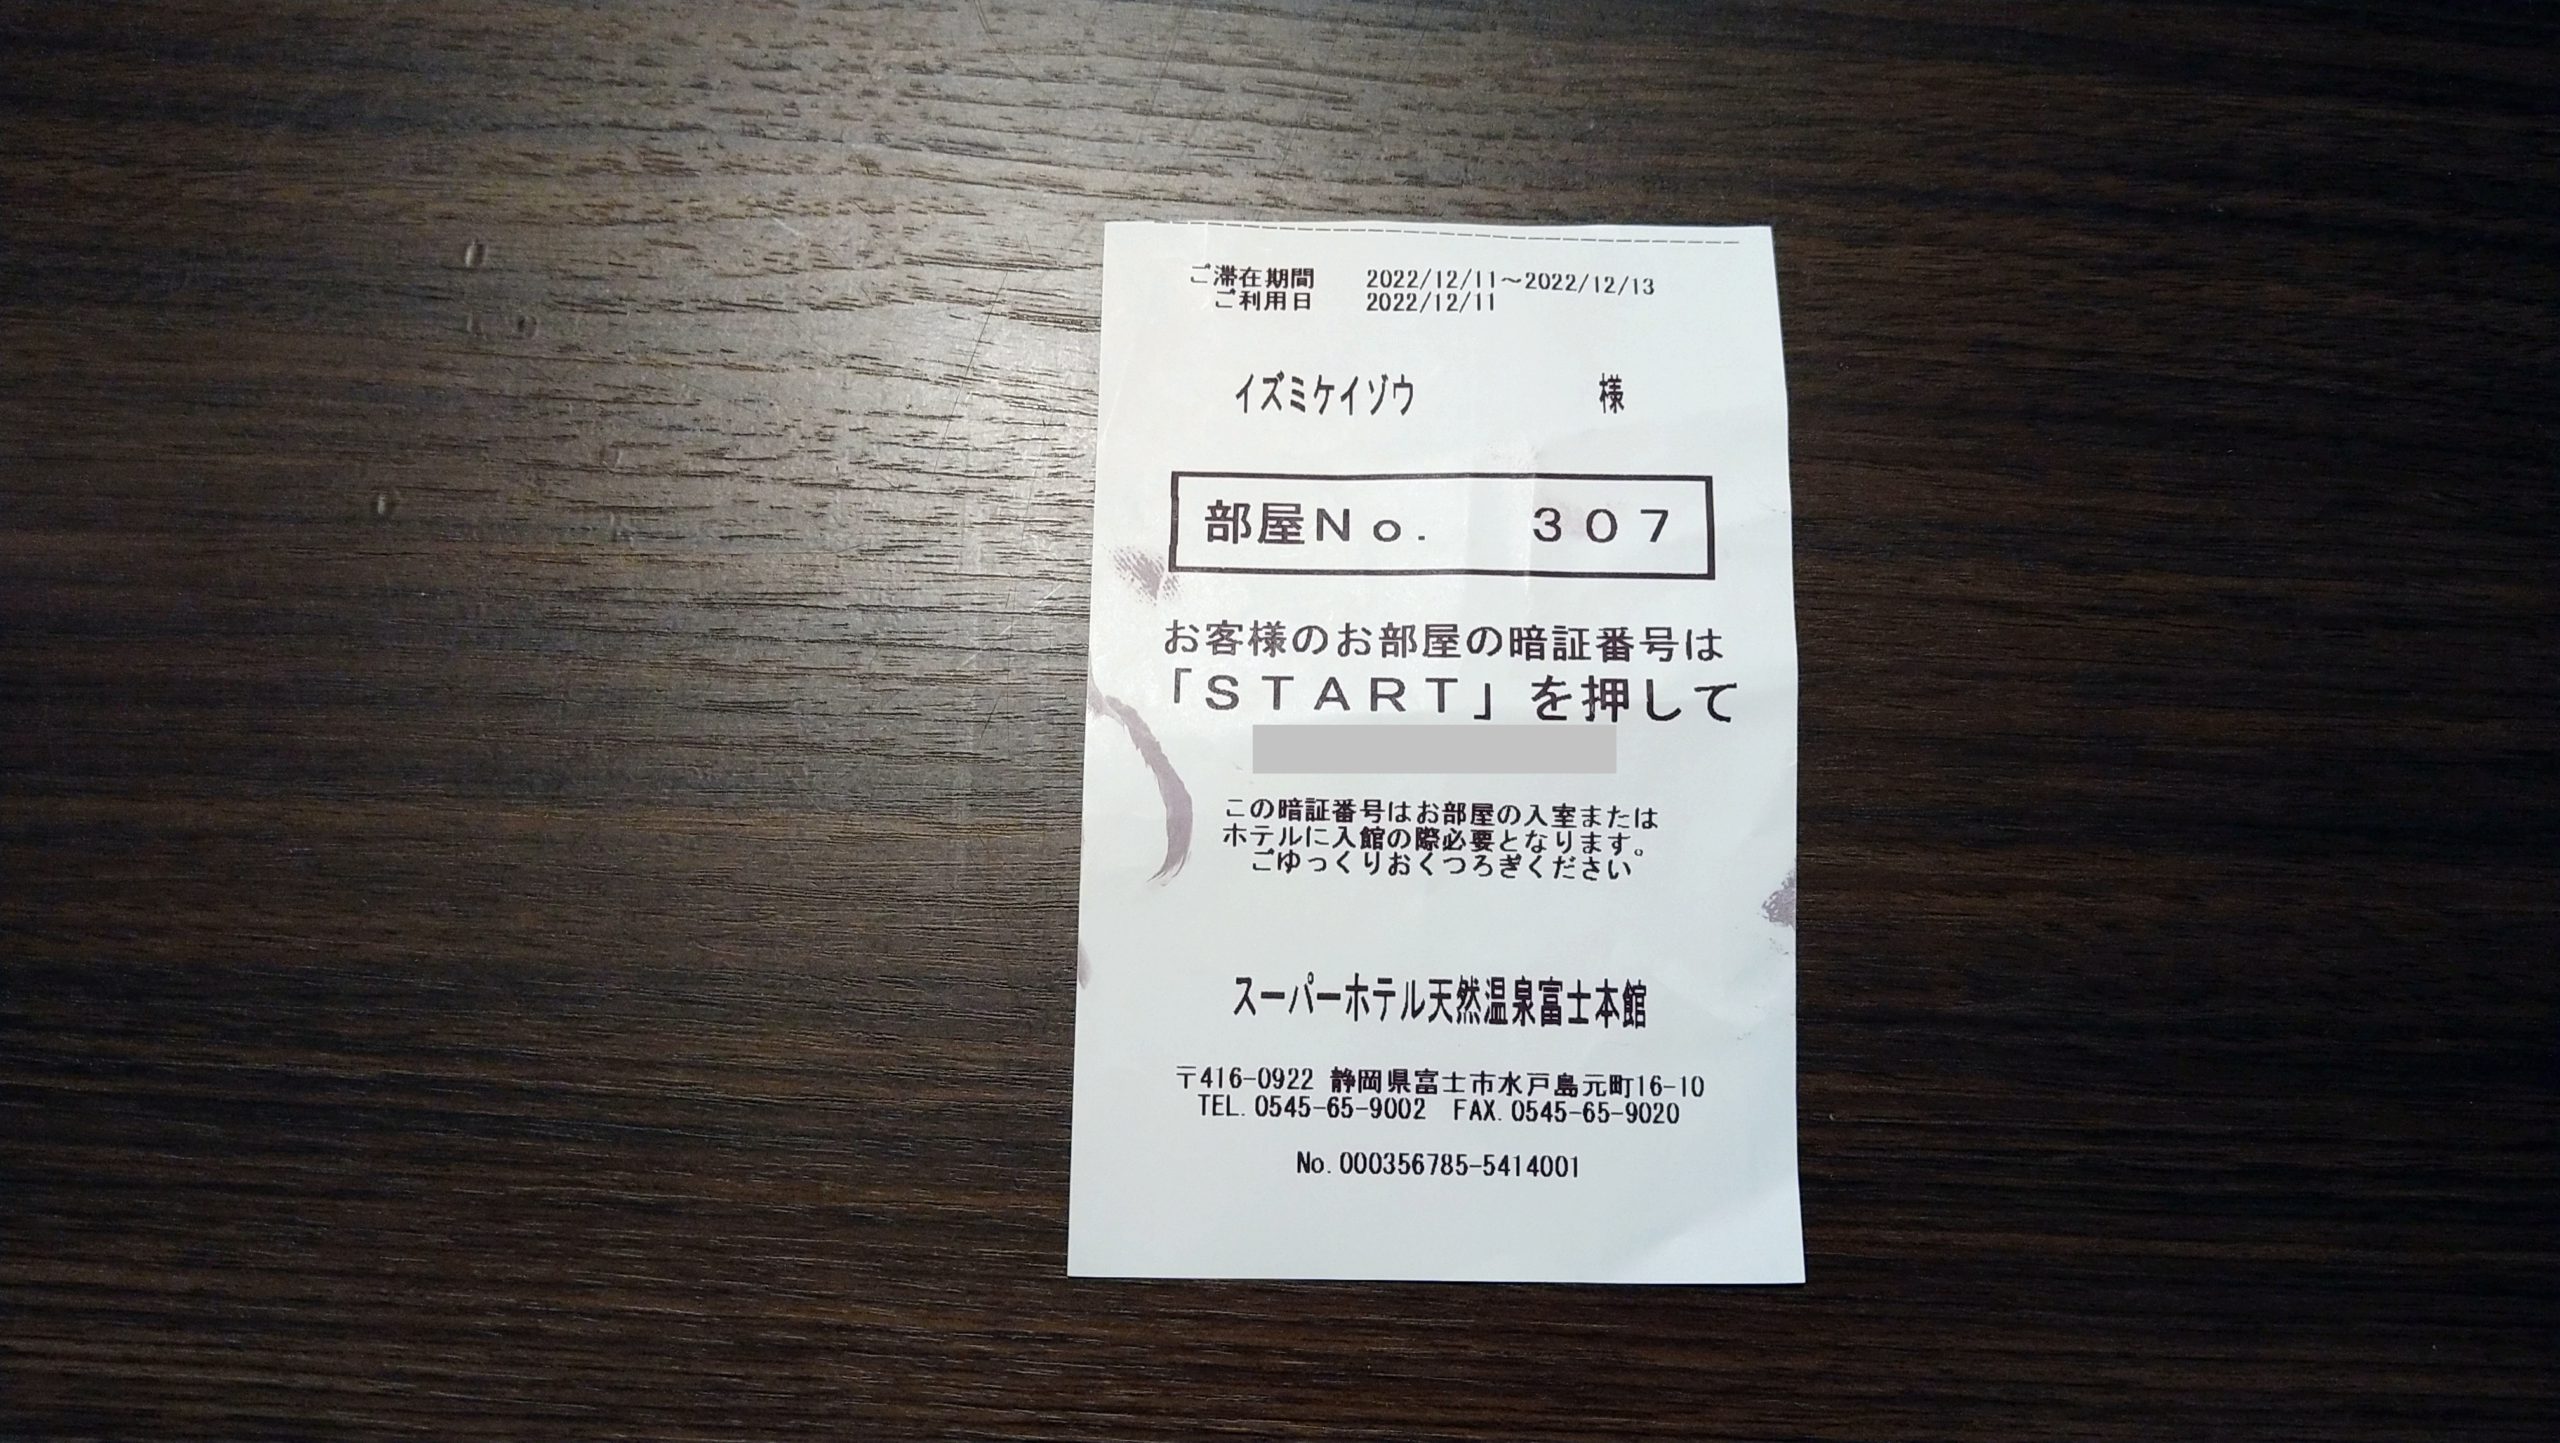 ご滞在期間 2022/12/11～2022/12/13
ご利用日 2022/12/11
イズミケイゾウ 様
部屋No. 307
お客様のお部屋の暗証番号は
「START」を押して
この暗証番号はお部屋の入室または
ホテルに入館の際必要となります。
ごゆっくりおくつろぎください
スーパーホテル天然温泉富士本館
〒416-0922 静岡県富士市水戸島元町16-10
TEL.0545-65-9002 FAX.0545-65-9020
No.000356785-5414001